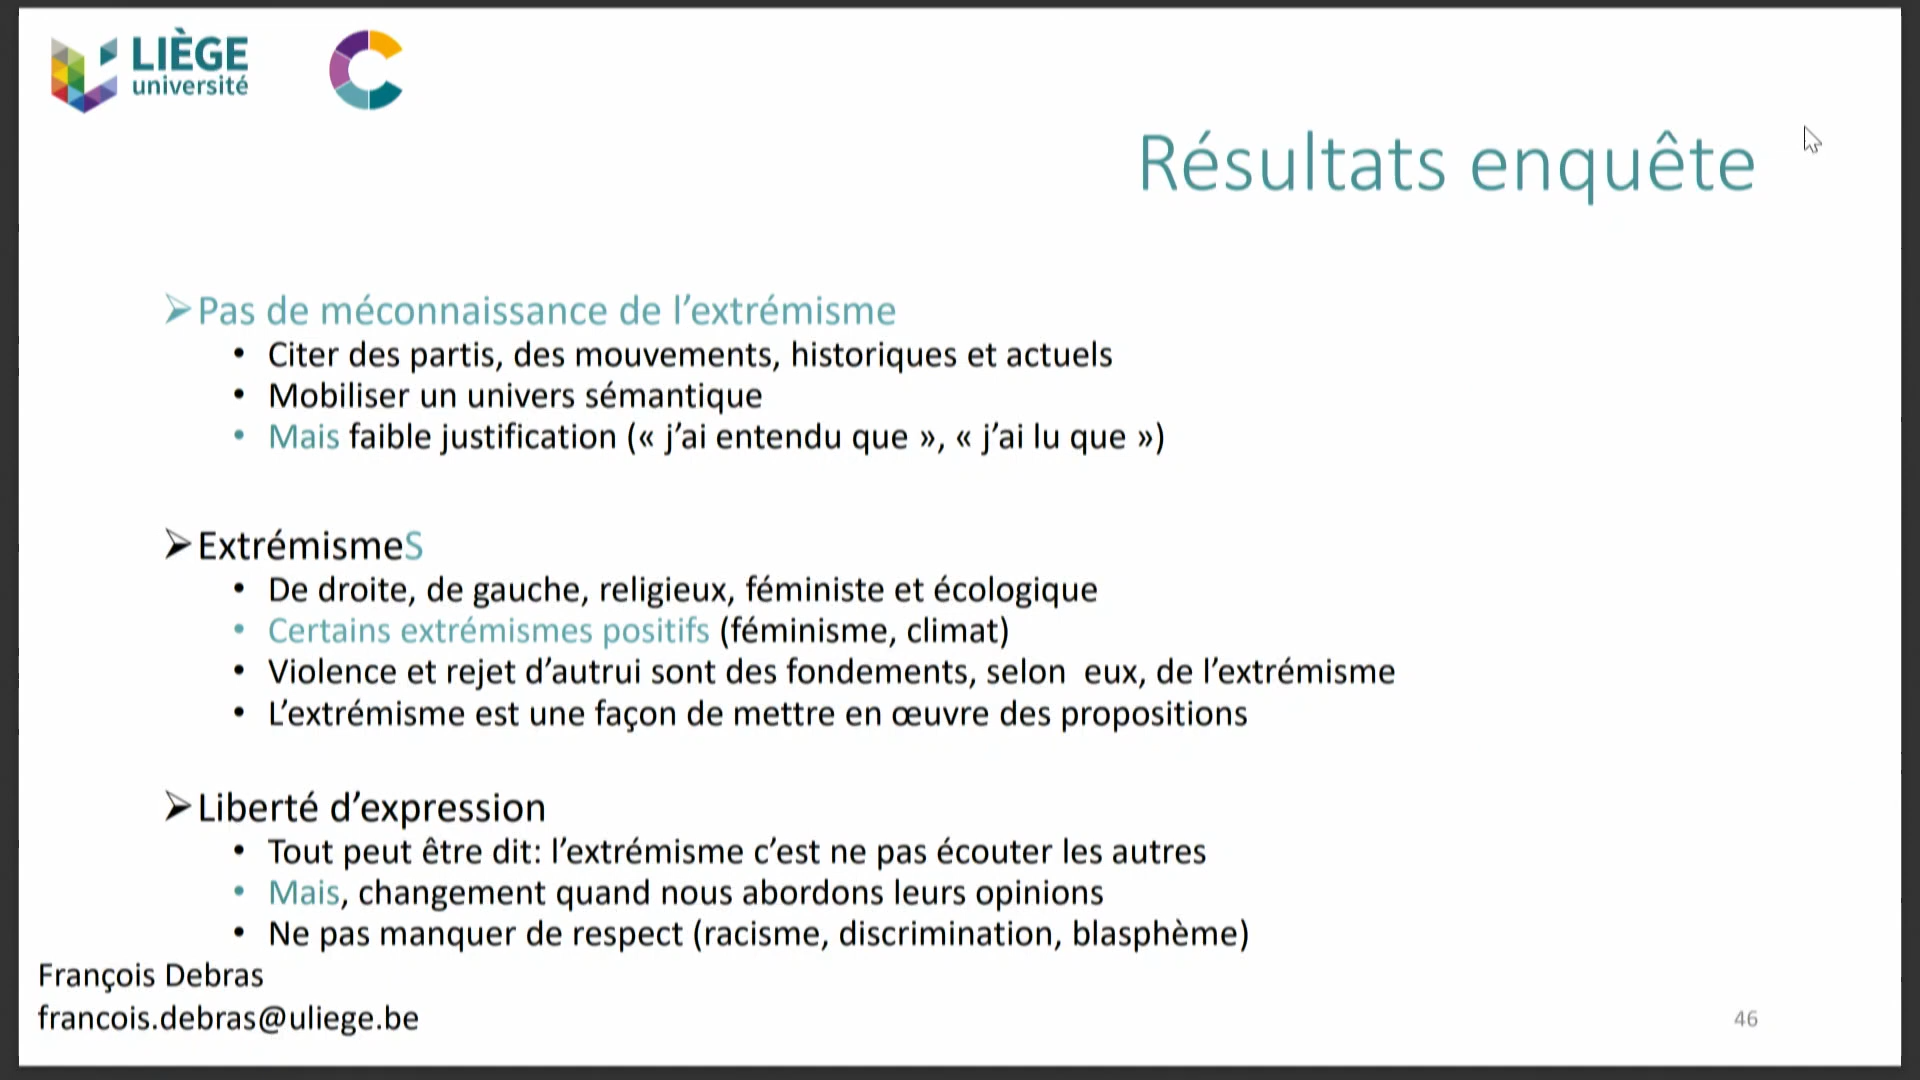 LIÈGE
université
Résultats enquête
➢Pas de méconnaissance de l’extrémisme
• Citer des partis, des mouvements, historiques et actuels
• Mobiliser un univers sémantique
• Mais faible justification (« j’ai entendu que », « j’ai lu que »)
➢ExtrémismeS
• De droite, de gauche, religieux, féministe et écologique
• Certains extrémismes positifs (féminisme, climat)
• Violence et rejet d’autrui sont des fondements, selon  eux, de l’extrémisme
• L’extrémisme est une façon de mettre en œuvre des propositions
➢Liberté d’expression
• Tout peut être dit: l’extrémisme c’est ne pas écouter les autres
• Mais, changement quand nous abordons leurs opinions
• Ne pas manquer de respect (racisme, discrimination, blasphème)
François Debras
francois.debras@uliege.be
46